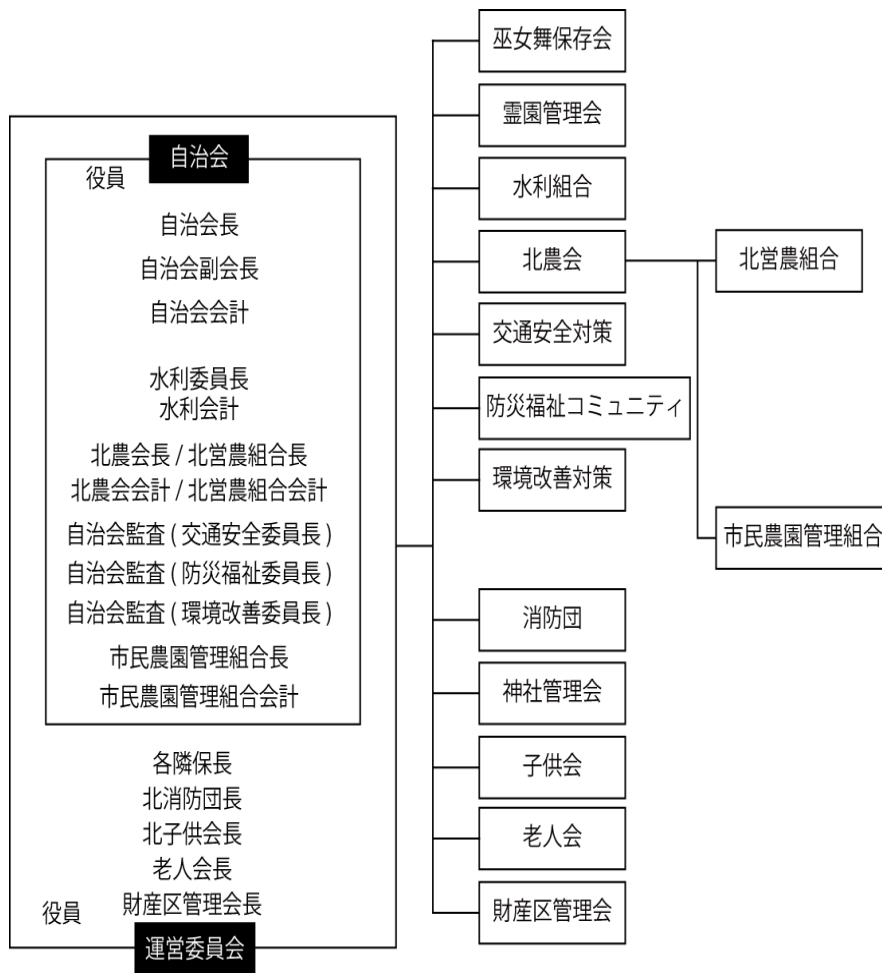 自治会
役員
自治会長
自治会副会長
自治会会計
水利委員長
水利会計
北農会長 / 北営農組合長
北農会会計 / 北営農組合会計
自治会監査 ( 交通安全委員長 )
自治会監査 ( 防災福祉委員長 )
自治会監査 ( 環境改善委員長 )
市民農園管理組合長
市民農園管理組合会計
各隣保長
北消防団長
北子供会長
老人会長
財産区管理会長
役員
運営委員会
巫女舞保存会
霊園管理会
水利組合
北農会
交通安全対策
防災福祉コミュニティ
環境改善対策
消防団
神社管理会
子供会
老人会
財産区管理会
北営農組合
市民農園管理組合